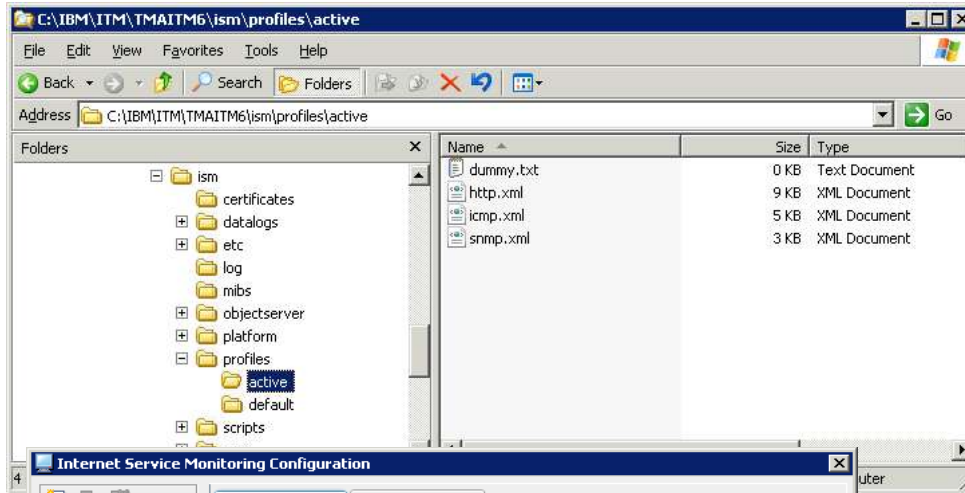 C:\IBM\ITM\TMAITM6\ism\profiles\active
File Edit View Favorites Tools Help
Back Search Folders
Address C:\IBM\ITM\TMAITM6\ism\profiles\active Go
Folders
Name Size Type
ism
certificates
datalogs
etc
log
mibs
objectserver
platform
profiles
active
default
scripts
dummy.txt 0 KB Text Document
http.xml 9 KB XML Document
icmp.xml 5 KB XML Document
snmp.xml 3 KB XML Document
Internet Service Monitoring Configuration
4
uter